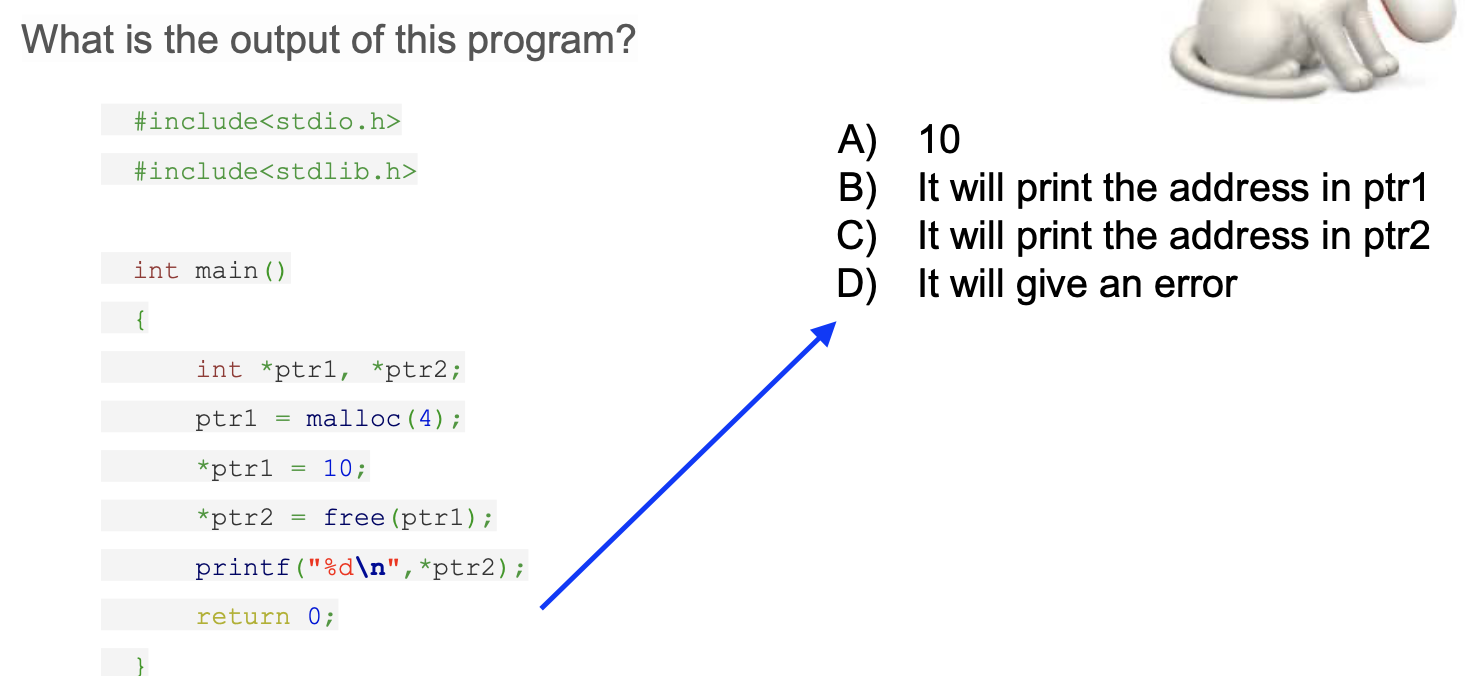 What is the output of this program?
#include<stdio.h>
#include<stdlib.h>
int main()
{
int *ptr1, *ptr2;
ptr1 = malloc(4);
*ptr1 = 10;
*ptr2 = free(ptr1);
printf("%d\n",*ptr2);
return 0;
}
A) 10
B) It will print the address in ptr1
C) It will print the address in ptr2
D) It will give an error